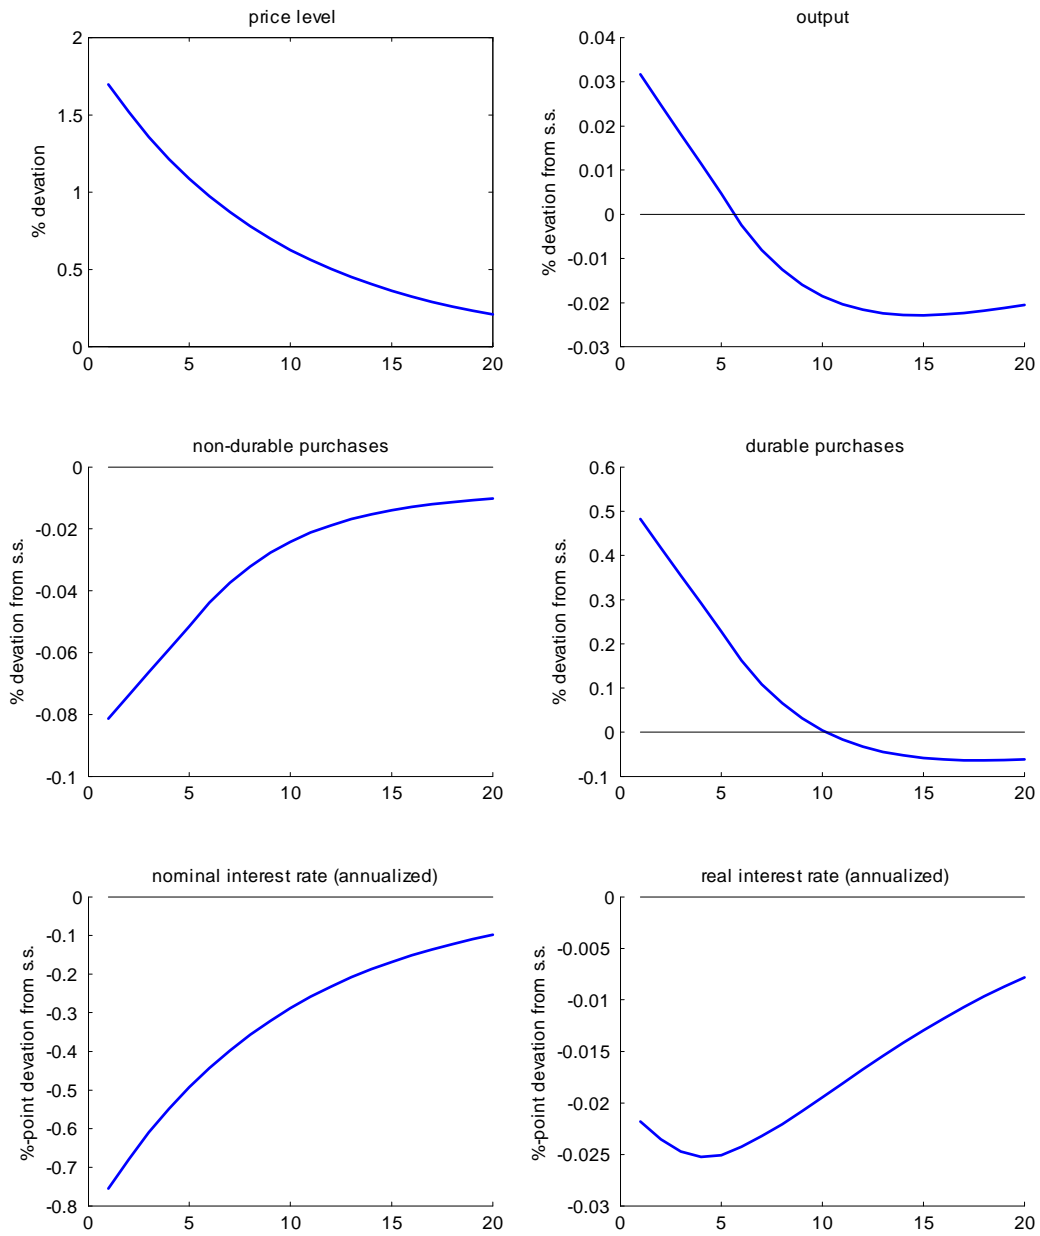 price level
output
2
1.5
1
0.5
0
0 5 10 15 20
% devation
0.04
0.03
0.02
0.01
0
-0.01
-0.02
-0.03
0 5 10 15 20
% devation from s.s.
non-durable purchases
durable purchases
0
-0.02
-0.04
-0.06
-0.08
-0.1
0 5 10 15 20
% devation from s.s.
0.6
0.5
0.4
0.3
0.2
0.1
0
-0.1
0 5 10 15 20
% devation from s.s.
nominal interest rate (annualized)
real interest rate (annualized)
0
-0.1
-0.2
-0.3
-0.4
-0.5
-0.6
-0.7
-0.8
0 5 10 15 20
%-point devation from s.s.
0
-0.005
-0.01
-0.015
-0.02
-0.025
-0.03
0 5 10 15 20
%-point devation from s.s.